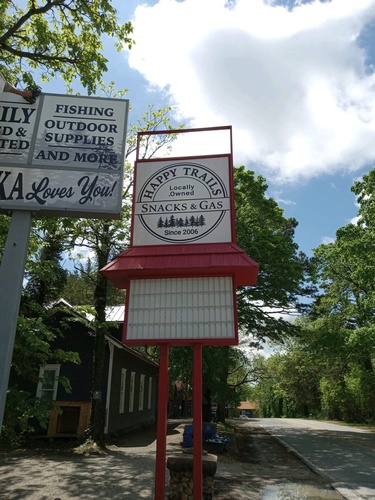 ILY
FISHING
OUTDOOR
SUPPLIES
AND MORE
D &
TED
KA Loves You!
HAPPY TRAILS
Locally
Owned
SNACKS & GAS
Since 2006